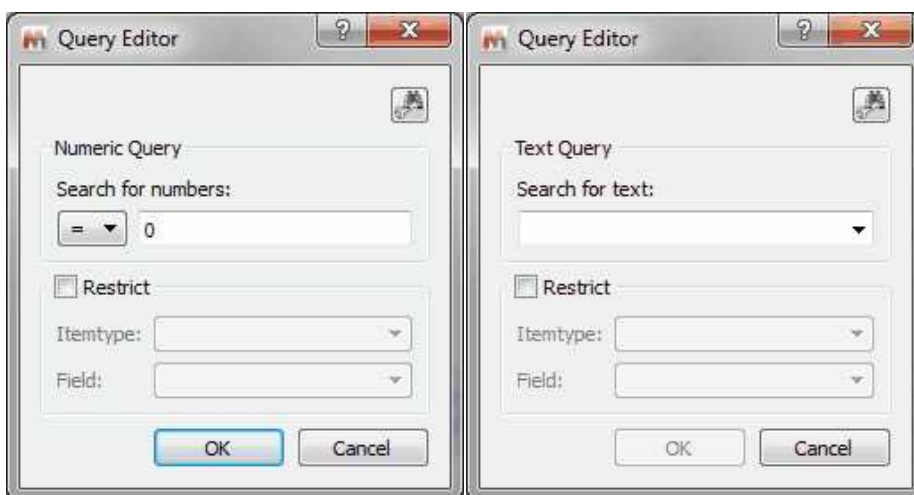 Query Editor
Numeric Query
Search for numbers:
= 0
Restrict
Itemtype:
Field:
OK Cancel
Query Editor
Text Query
Search for text:
Restrict
Itemtype:
Field:
OK Cancel